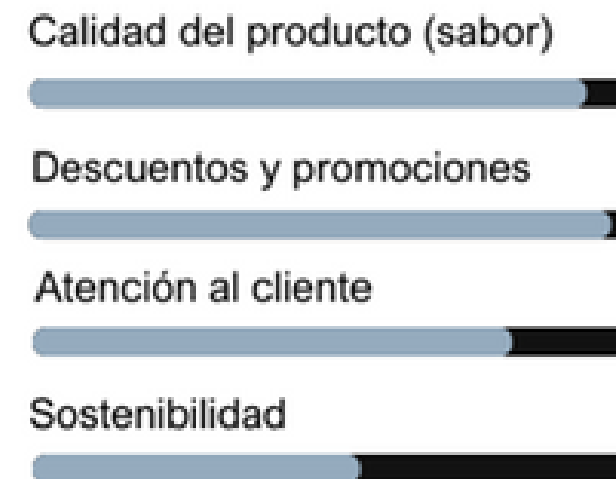 Calidad del producto (sabor)
Descuentos y promociones
Atención al cliente
Sostenibilidad